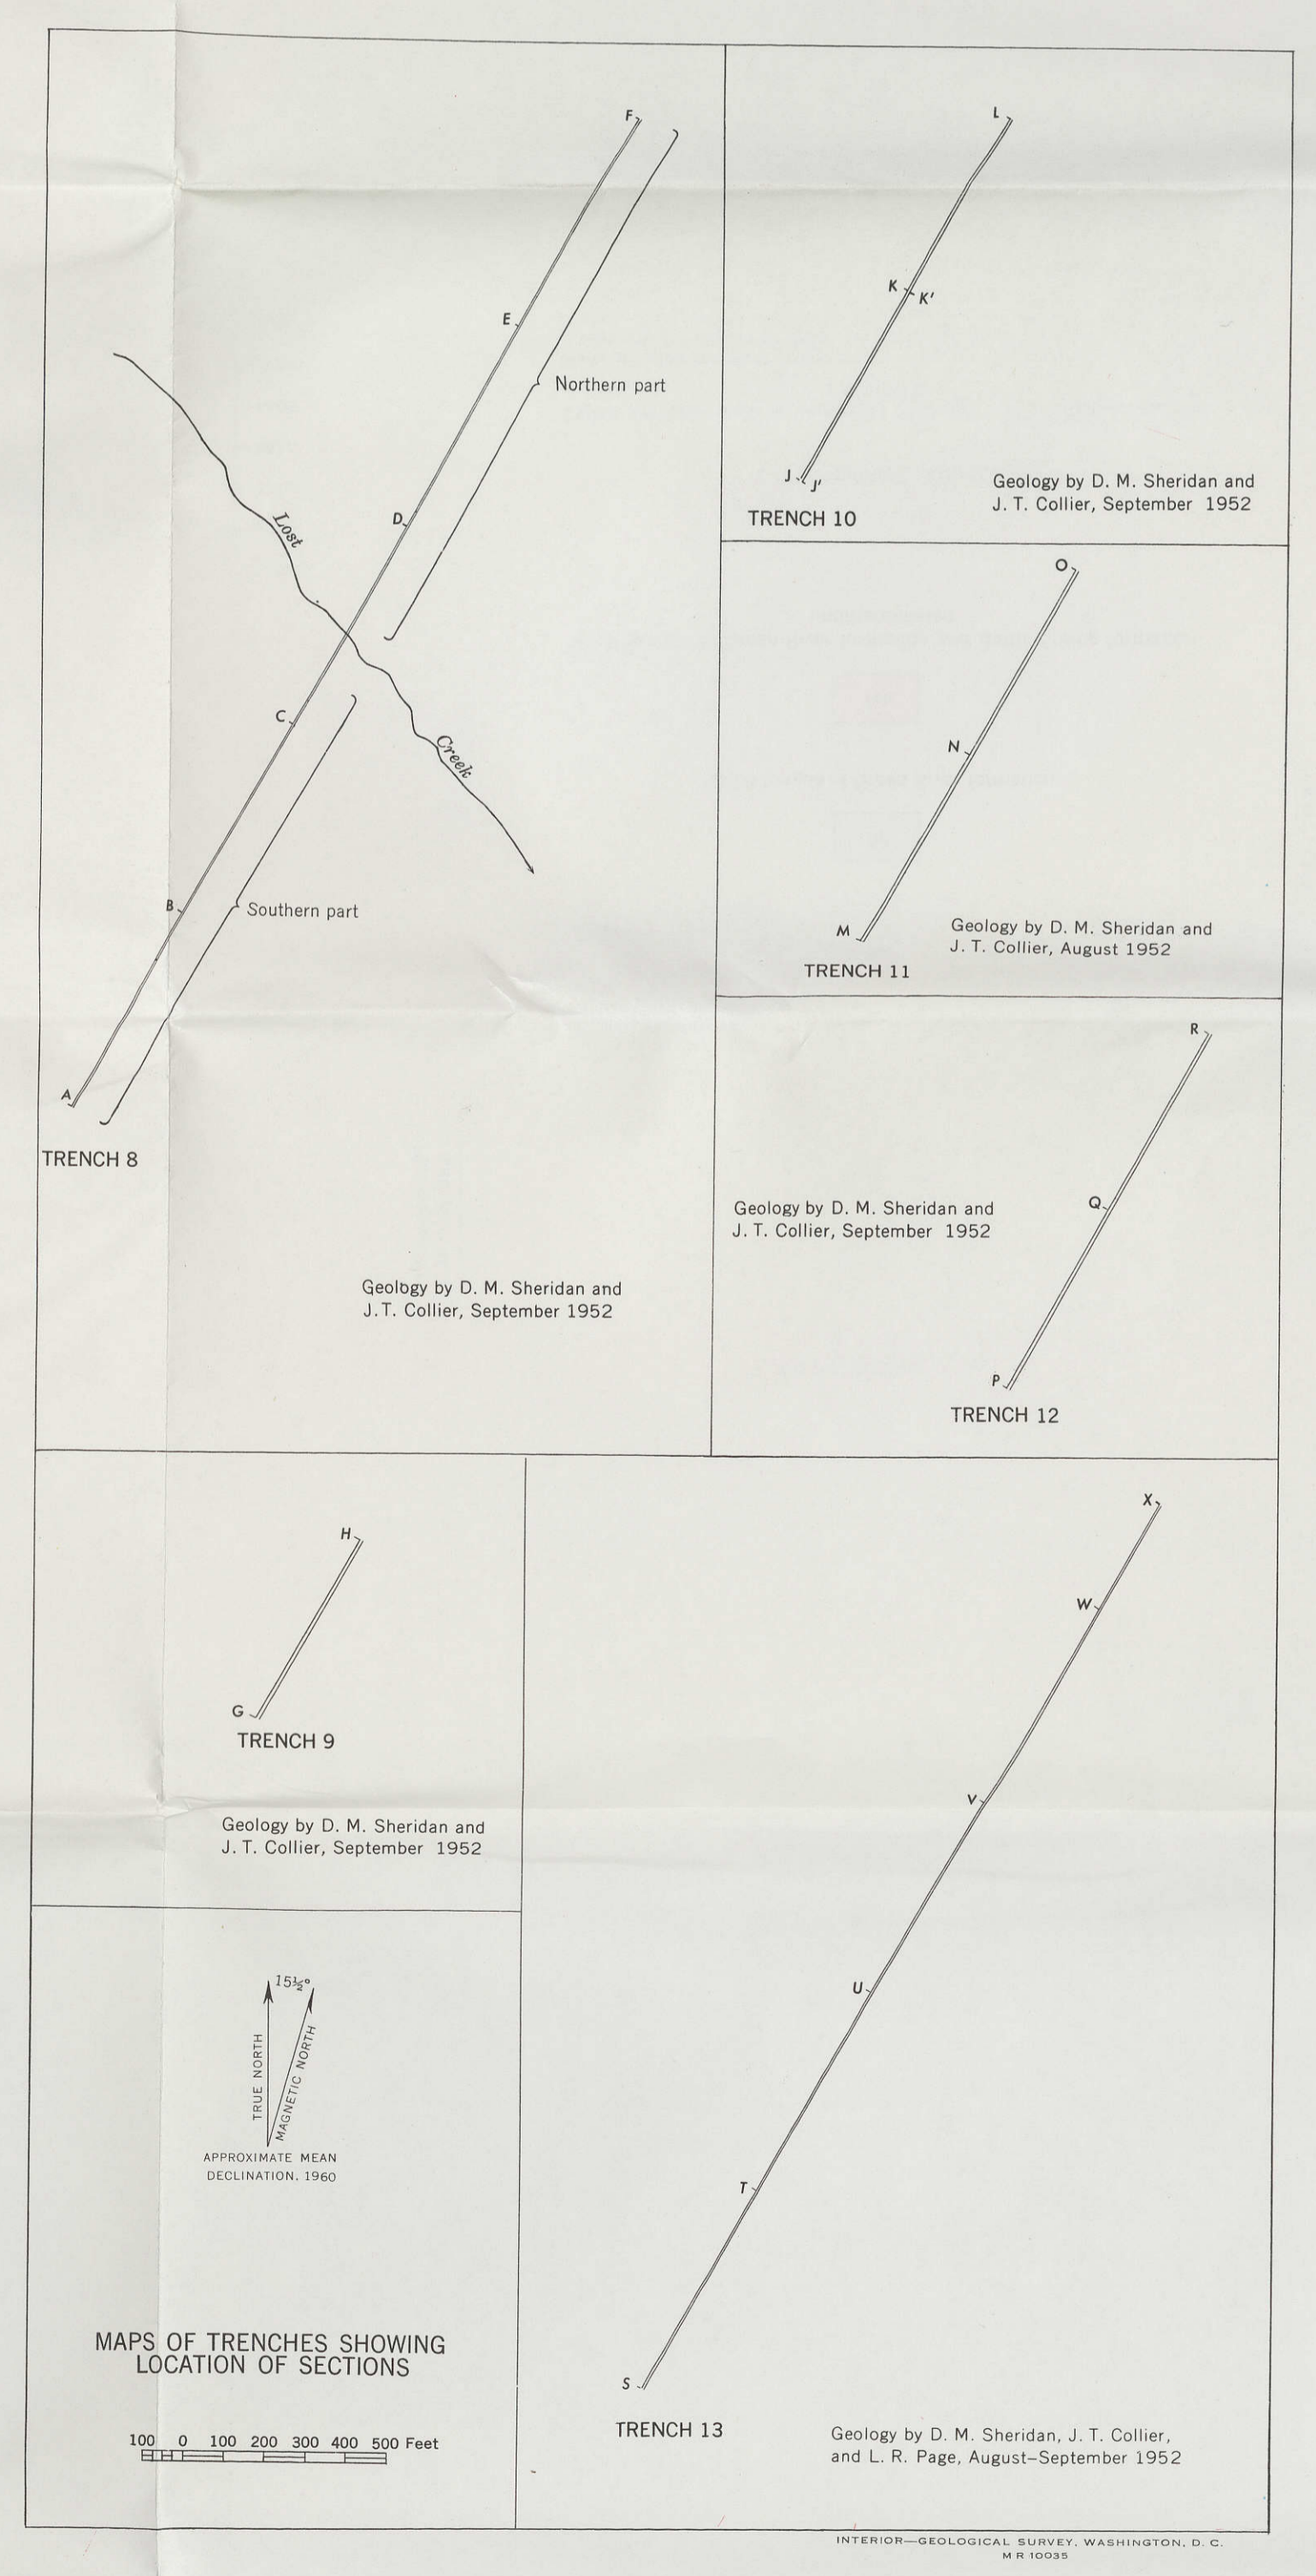 F
E
Northern part
D
Lost
C
Creek
B
Southern part
A
TRENCH 8
Geology by D. M. Sheridan and
J. T. Collier, September 1952
L
K K'
J J'
TRENCH 10
Geology by D. M. Sheridan and
J. T. Collier, September 1952
O
N
M
TRENCH 11
Geology by D. M. Sheridan and
J. T. Collier, August 1952
R
Q
Geology by D. M. Sheridan and
J. T. Collier, September 1952
P
TRENCH 12
H
G
TRENCH 9
Geology by D. M. Sheridan and
J. T. Collier, September 1952
15½°
TRUE NORTH
MAGNETIC NORTH
APPROXIMATE MEAN
DECLINATION, 1960
MAPS OF TRENCHES SHOWING
LOCATION OF SECTIONS
100 0 100 200 300 400 500 Feet
X
W
V
U
T
S
TRENCH 13
Geology by D. M. Sheridan, J. T. Collier,
and L. R. Page, August–September 1952
INTERIOR—GEOLOGICAL SURVEY, WASHINGTON, D. C.
M R 10035